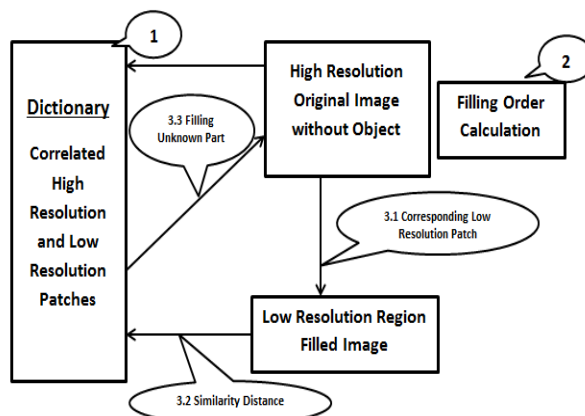 1
2
Dictionary
Correlated
High
Resolution
and Low
Resolution
Patches
High Resolution
Original Image
without Object
Filling Order
Calculation
3.3 Filling
Unknown Part
3.1 Corresponding Low
Resolution Patch
Low Resolution Region
Filled Image
3.2 Similarity Distance